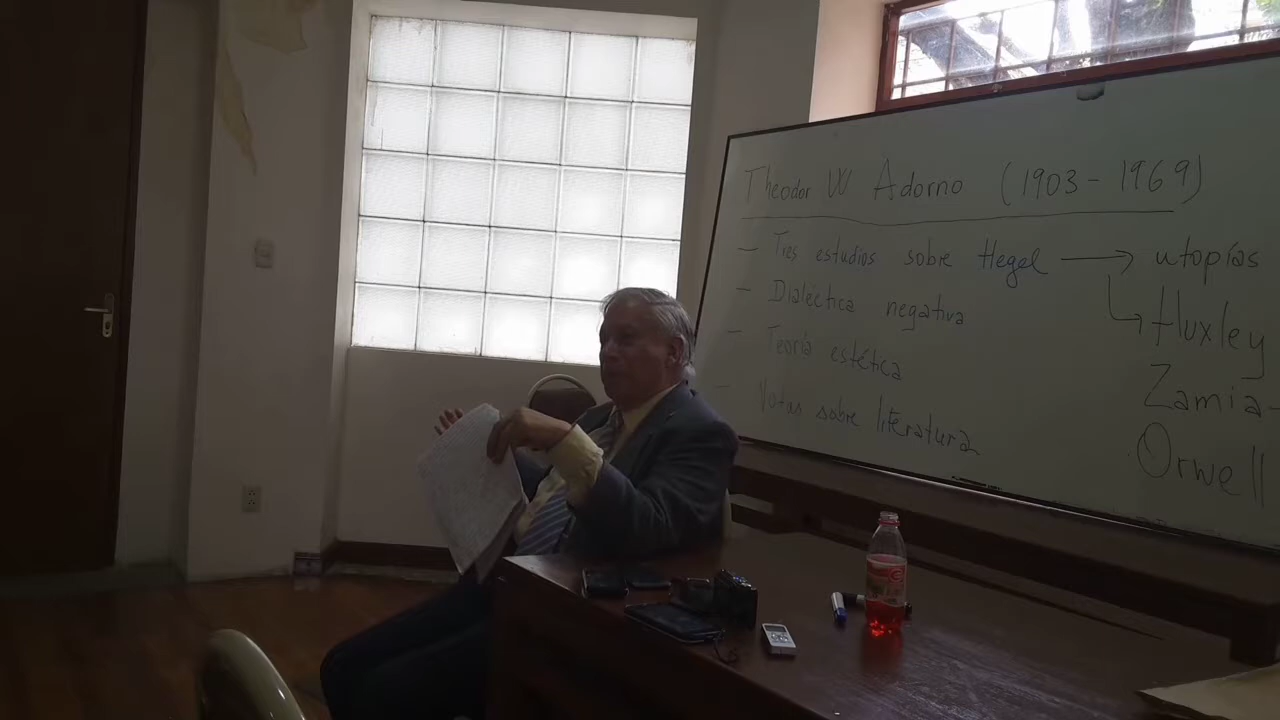 Theodor W Adorno (1903 - 1969)
- Tres estudios sobre Hegel → utopías
- Dialéctica negativa
↳ Huxley
- Teoría estética
Zamia-
- Notas sobre literatura
Orwell